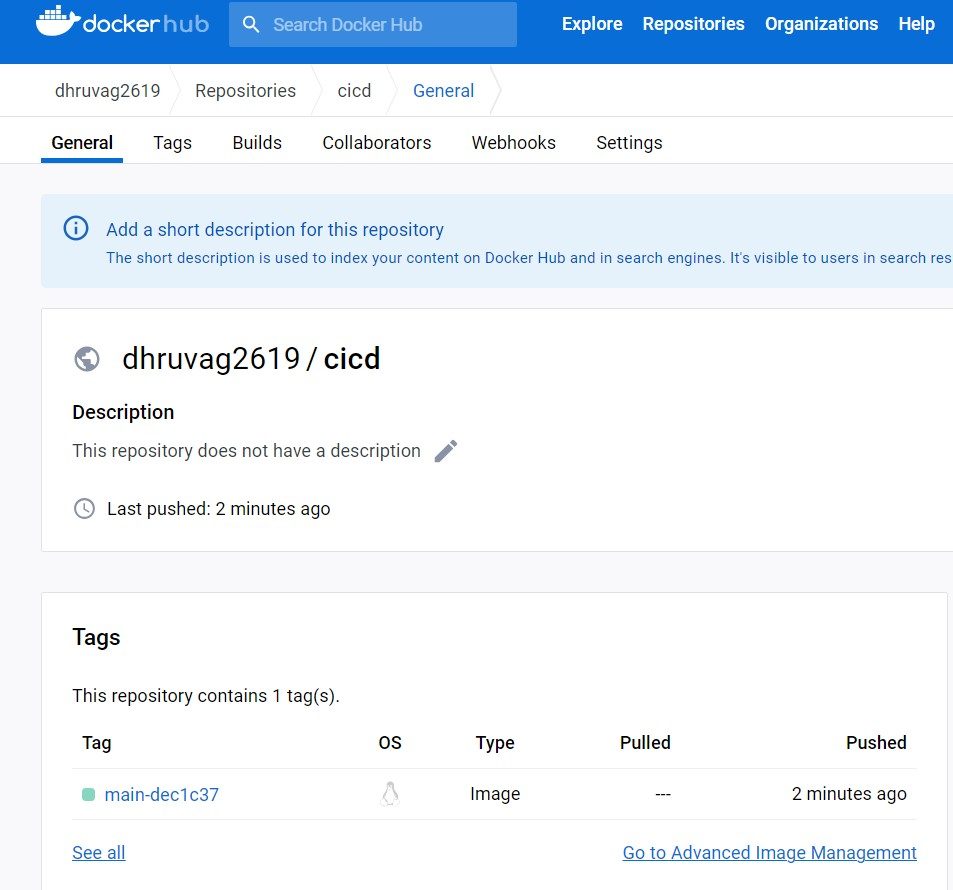 docker hub
Search Docker Hub
Explore Repositories Organizations Help
dhruvag2619 Repositories cicd General
General Tags Builds Collaborators Webhooks Settings
Add a short description for this repository
The short description is used to index your content on Docker Hub and in search engines. It's visible to users in search res
dhruvag2619 / cicd
Description
This repository does not have a description
Last pushed: 2 minutes ago
Tags
This repository contains 1 tag(s).
Tag OS Type Pulled Pushed
main-dec1c37 Image --- 2 minutes ago
See all Go to Advanced Image Management